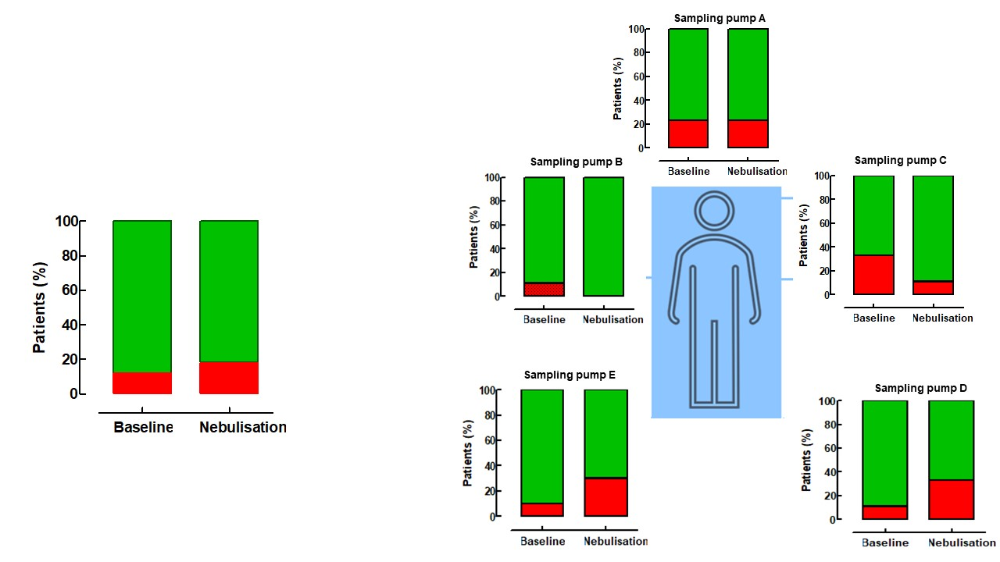 Sampling pump A
100
80
60
40
20
0
Patients (%)
Baseline Nebulisation
Sampling pump B
100
80
60
40
20
0
Patients (%)
Baseline Nebulisation
Sampling pump C
100
80
60
40
20
0
Patients (%)
Baseline Nebulisation
100
80
60
40
20
0
Patients (%)
Baseline Nebulisation
Sampling pump E
100
80
60
40
20
0
Patients (%)
Baseline Nebulisation
Sampling pump D
100
80
60
40
20
0
Patients (%)
Baseline Nebulisation